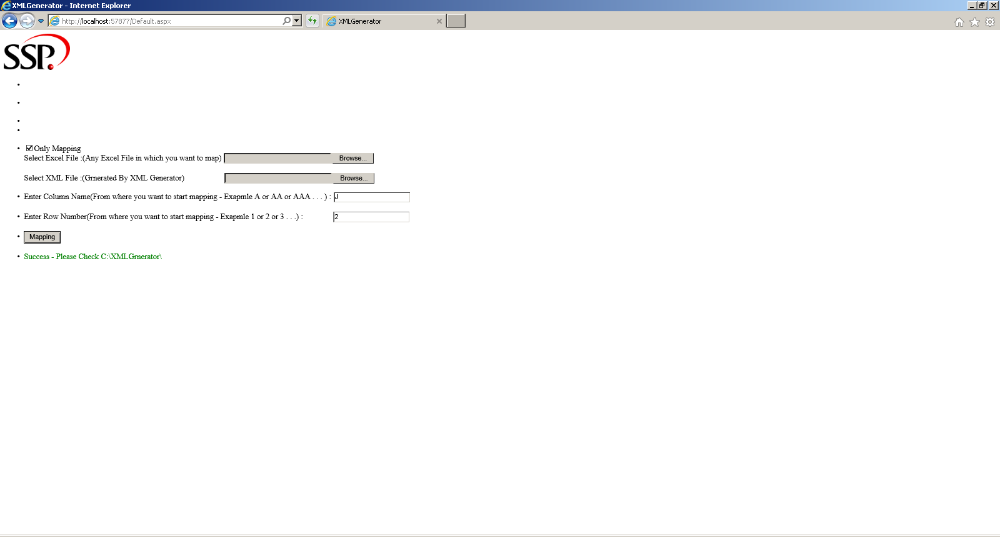 XMLGenerator - Internet Explorer
http://localhost:57877/Default.aspx
XMLGenerator
SSP.
Only Mapping
Select Excel File :(Any Excel File in which you want to map) Browse...
Select XML File :(Grnerated By XML Generator) Browse...
Enter Column Name(From where you want to start mapping - Exapmle A or AA or AAA . . . ) : J
Enter Row Number(From where you want to start mapping - Exapmle 1 or 2 or 3 . . .) : 2
Mapping
Success - Please Check C:\XMLGrnerator\